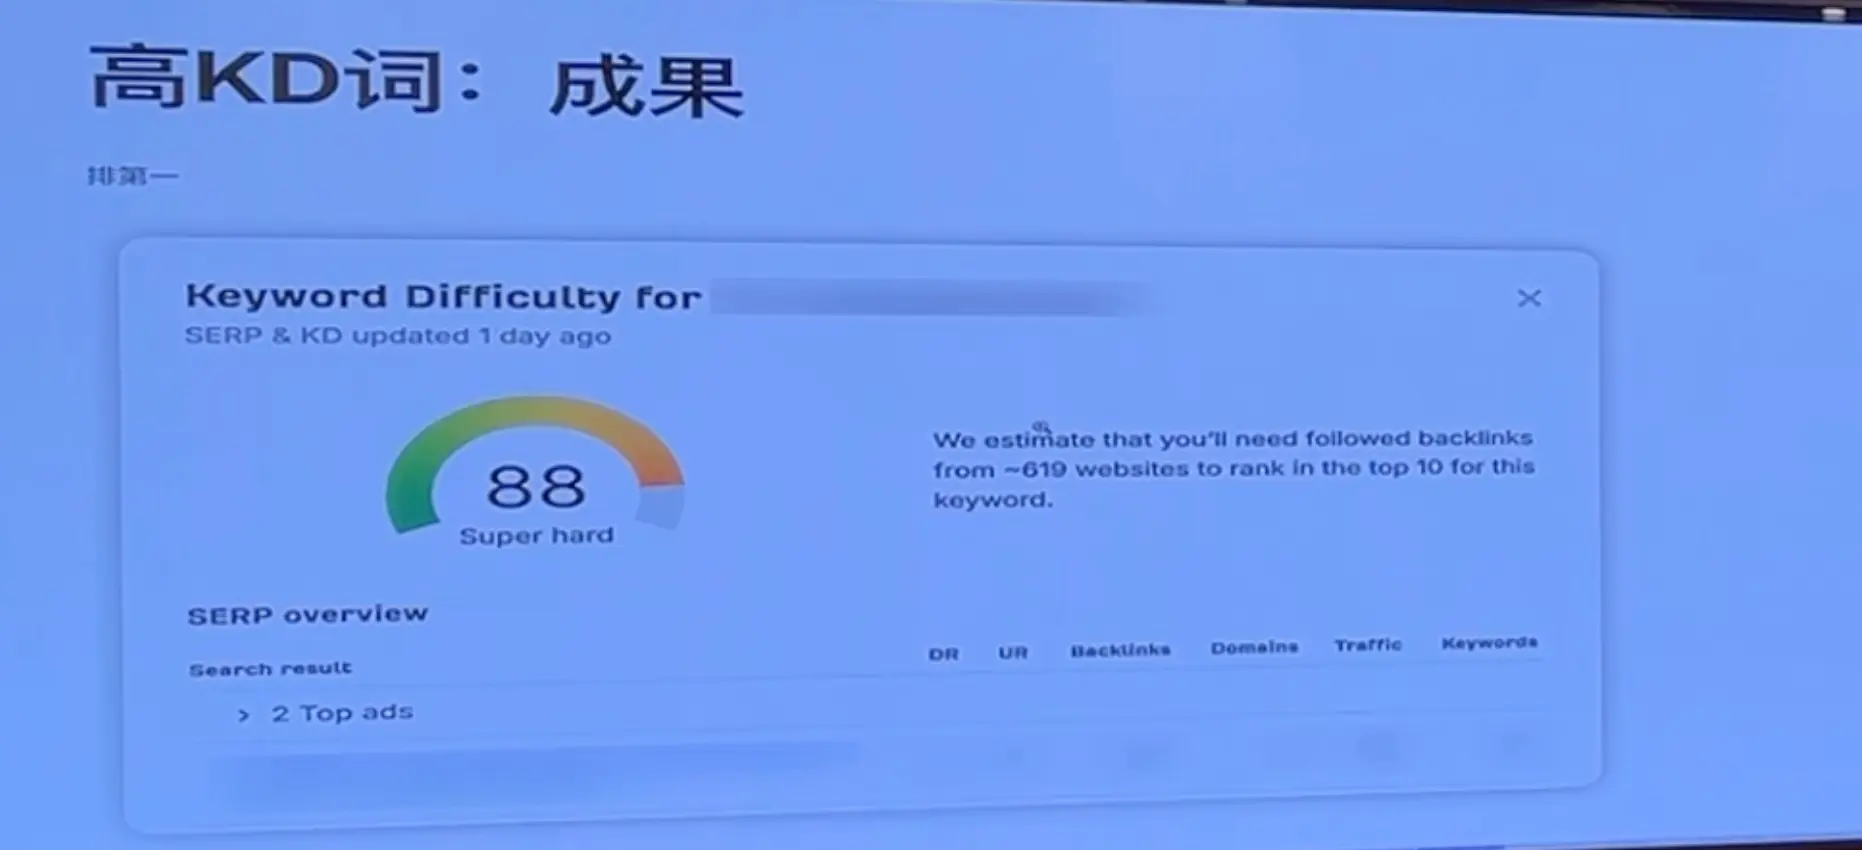 高KD词：成果
排第一
Keyword Difficulty for
SERP & KD updated 1 day ago
88
Super hard
We estimate that you'll need followed backlinks
from ~619 websites to rank in the top 10 for this
keyword.
SERP overview
Search result DR UR Backlinks Domains Traffic Keywords
2 Top ads